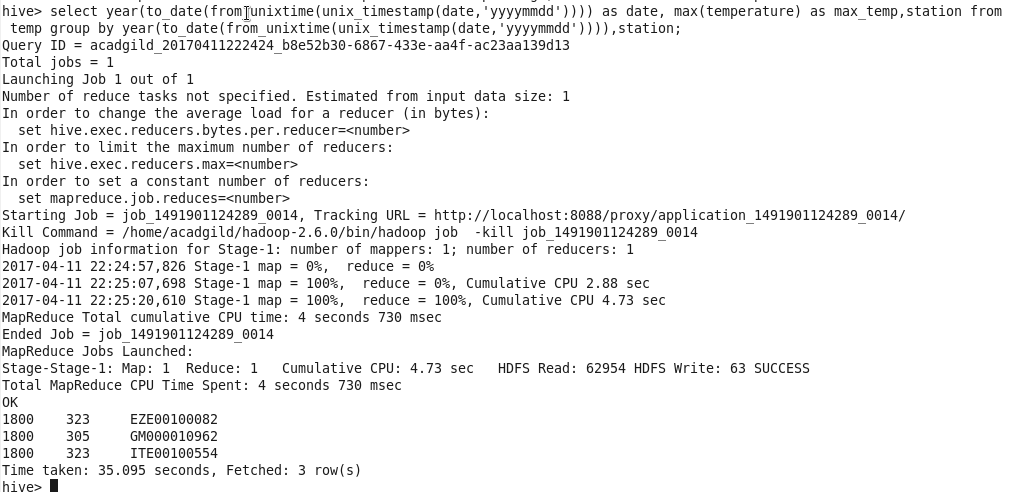 hive> select year(to_date(from_unixtime(unix_timestamp(date,'yyyymmdd')))) as date, max(temperature) as max_temp,station from
temp group by year(to_date(from_unixtime(unix_timestamp(date,'yyyymmdd')))),station;
Query ID = acadgild_20170411222424_b8e52b30-6867-433e-aa4f-ac23aa139d13
Total jobs = 1
Launching Job 1 out of 1
Number of reduce tasks not specified. Estimated from input data size: 1
In order to change the average load for a reducer (in bytes):
  set hive.exec.reducers.bytes.per.reducer=<number>
In order to limit the maximum number of reducers:
  set hive.exec.reducers.max=<number>
In order to set a constant number of reducers:
  set mapreduce.job.reduces=<number>
Starting Job = job_1491901124289_0014, Tracking URL = http://localhost:8088/proxy/application_1491901124289_0014/
Kill Command = /home/acadgild/hadoop-2.6.0/bin/hadoop job  -kill job_1491901124289_0014
Hadoop job information for Stage-1: number of mappers: 1; number of reducers: 1
2017-04-11 22:24:57,826 Stage-1 map = 0%,  reduce = 0%
2017-04-11 22:25:07,698 Stage-1 map = 100%,  reduce = 0%, Cumulative CPU 2.88 sec
2017-04-11 22:25:20,610 Stage-1 map = 100%,  reduce = 100%, Cumulative CPU 4.73 sec
MapReduce Total cumulative CPU time: 4 seconds 730 msec
Ended Job = job_1491901124289_0014
MapReduce Jobs Launched:
Stage-Stage-1: Map: 1  Reduce: 1   Cumulative CPU: 4.73 sec   HDFS Read: 62954 HDFS Write: 63 SUCCESS
Total MapReduce CPU Time Spent: 4 seconds 730 msec
OK
1800    323     EZE00100082
1800    305     GM000010962
1800    323     ITE00100554
Time taken: 35.095 seconds, Fetched: 3 row(s)
hive>